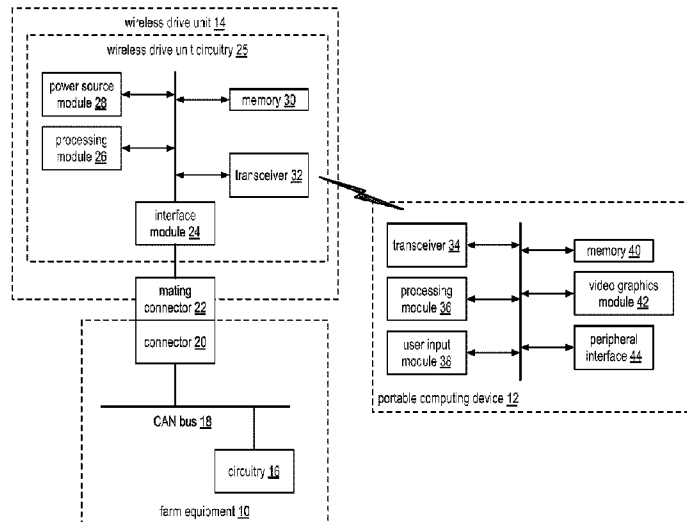 wireless drive unit 14
wireless drive unit circuitry 25
power source
module 28
memory 30
processing
module 26
transceiver 32
interface
module 24
mating
connector 22
connector 20
CAN bus 18
circuitry 16
farm equipment 10
transceiver 34
memory 40
processing
module 36
video graphics
module 42
user input
module 38
peripheral
interface 44
portable computing device 12